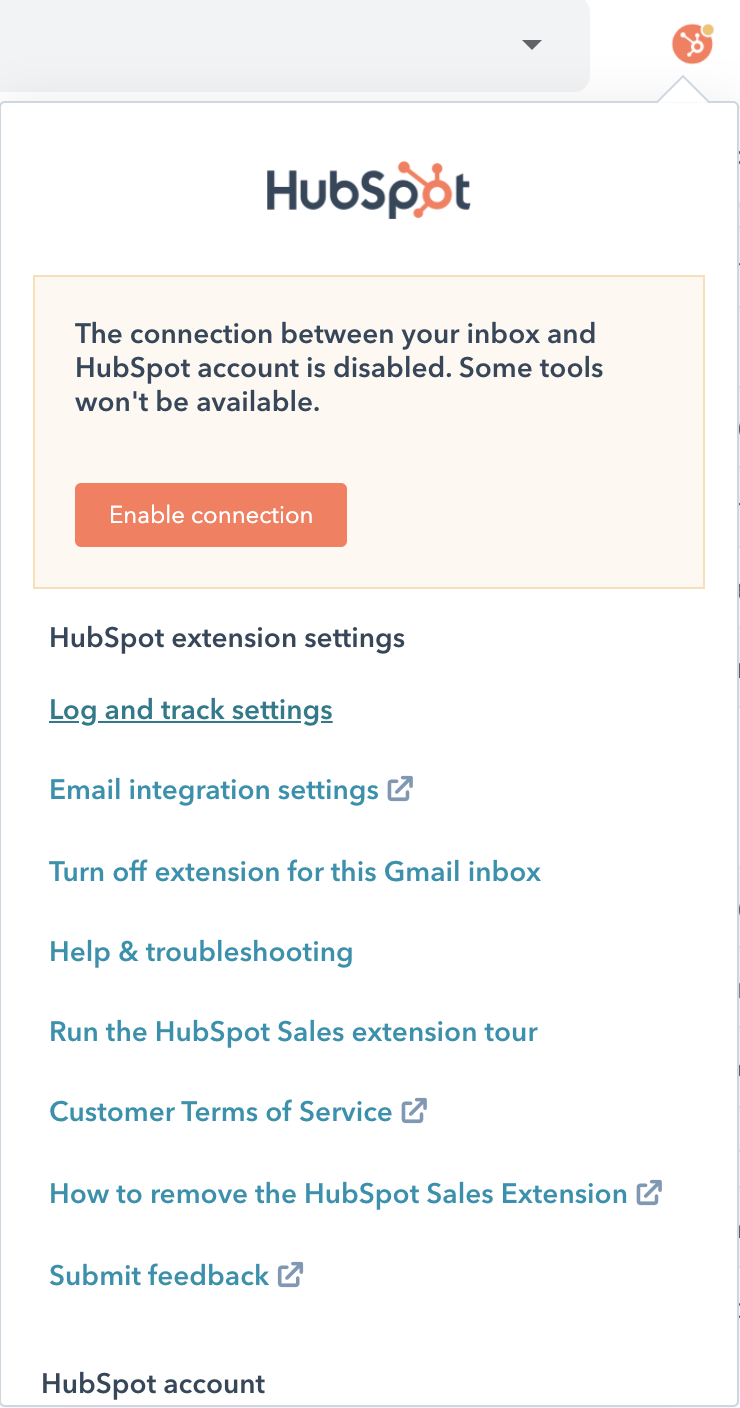 HubSpot
The connection between your inbox and
HubSpot account is disabled. Some tools
won't be available.
Enable connection
HubSpot extension settings
Log and track settings
Email integration settings
Turn off extension for this Gmail inbox
Help & troubleshooting
Run the HubSpot Sales extension tour
Customer Terms of Service
How to remove the HubSpot Sales Extension
Submit feedback
HubSpot account